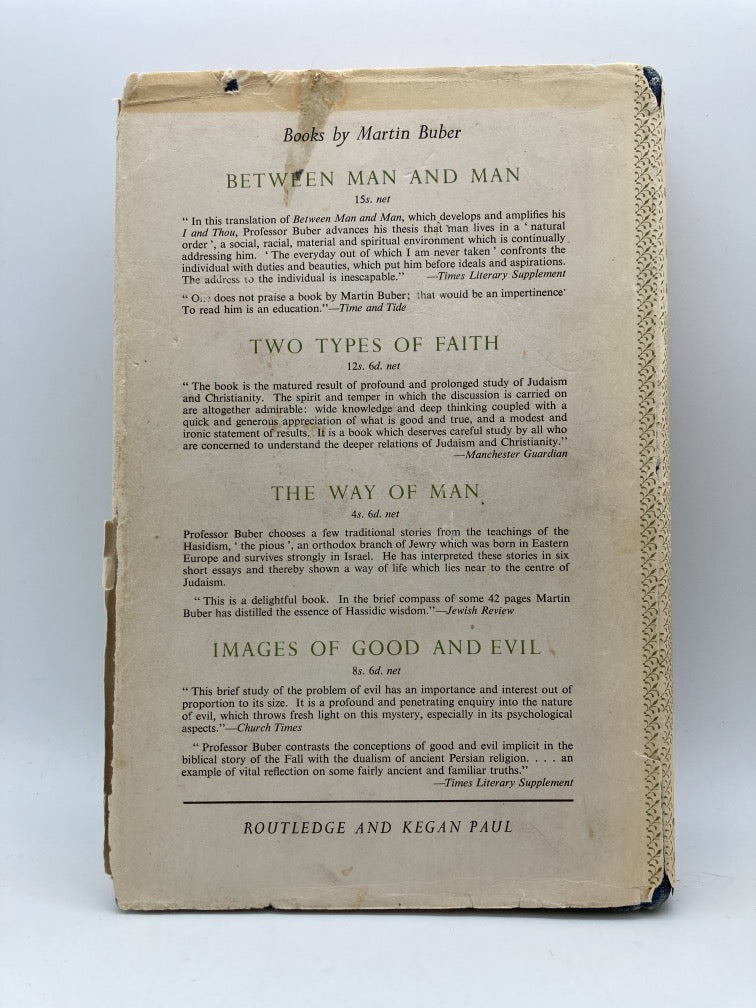 Books by Martin Buber
BETWEEN MAN AND MAN
15s. net
“ In this translation of Between Man and Man, which develops and amplifies his
I and Thou, Professor Buber advances his thesis that man lives in a ‘ natural
order ’, a social, racial, material and spiritual environment which is continually
addressing him. ‘ The everyday out of which I am never taken ’ confronts the
individual with duties and beauties, which put him before ideals and aspirations.
The address to the individual is inescapable.” —Times Literary Supplement
“ does not praise a book by Martin Buber; that would be an impertinence’
To read him is an education.”—Time and Tide
TWO TYPES OF FAITH
12s. 6d. net
“ The book is the matured result of profound and prolonged study of Judaism
and Christianity. The spirit and temper in which the discussion is carried on
are altogether admirable: wide knowledge and deep thinking coupled with a
quick and generous appreciation of what is good and true, and a modest and
ironic statement of results. It is a book which deserves careful study by all who
are concerned to understand the deeper relations of Judaism and Christianity.”
—Manchester Guardian
THE WAY OF MAN
4s. 6d. net
Professor Buber chooses a few traditional stories from the teachings of the
Hasidism, ‘ the pious ’, an orthodox branch of Jewry which was born in Eastern
Europe and survives strongly in Israel. He has interpreted these stories in six
short essays and thereby shown a way of life which lies near to the centre of
Judaism.
“ This is a delightful book. In the brief compass of some 42 pages Martin
Buber has distilled the essence of Hassidic wisdom.”—Jewish Review
IMAGES OF GOOD AND EVIL
8s. 6d. net
“ This brief study of the problem of evil has an importance and interest out of
proportion to its size. It is a profound and penetrating enquiry into the nature
of evil, which throws fresh light on this mystery, especially in its psychological
aspects.”—Church Times
“ Professor Buber contrasts the conceptions of good and evil implicit in the
biblical story of the Fall with the dualism of ancient Persian religion. . . . an
example of vital reflection on some fairly ancient and familiar truths.”
—Times Literary Supplement
ROUTLEDGE AND KEGAN PAUL